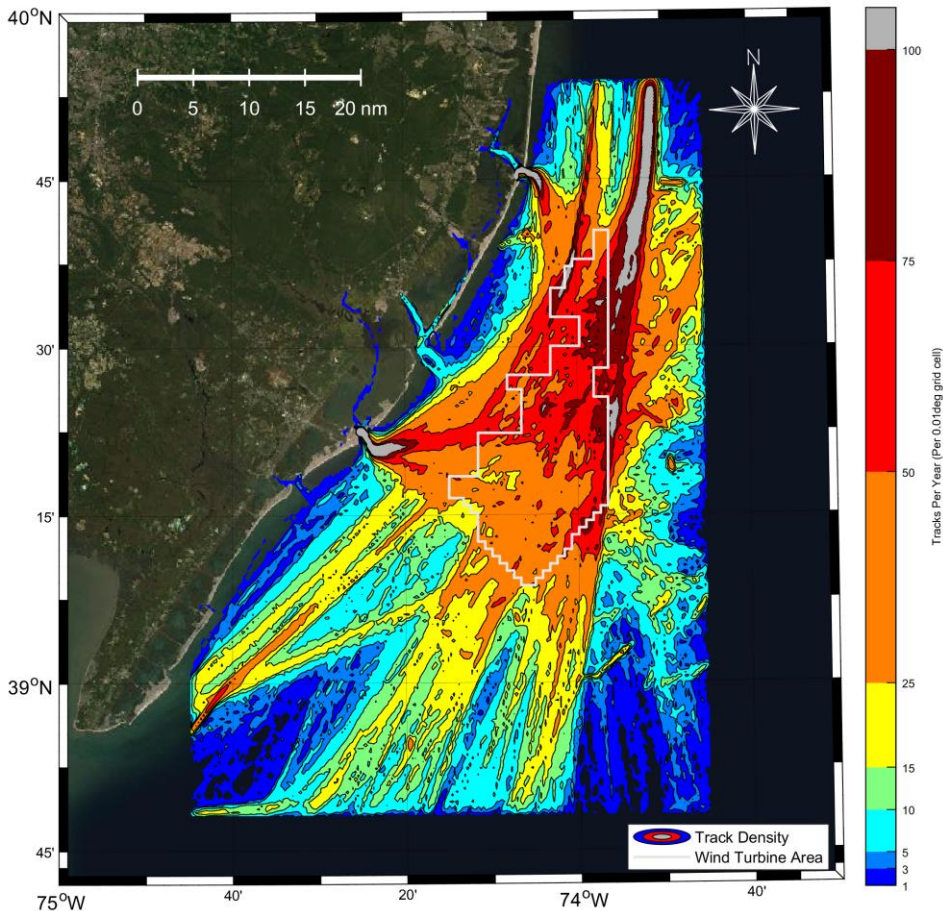 40°N
0 5 10 15 20 nm
N
45'
30'
15'
39°N
45'
75°W
40'
20'
74°W
40'
Track Density
Wind Turbine Area
100
75
50
25
15
10
5
3
1
Tracks Per Year (Per 0.01deg grid cell)